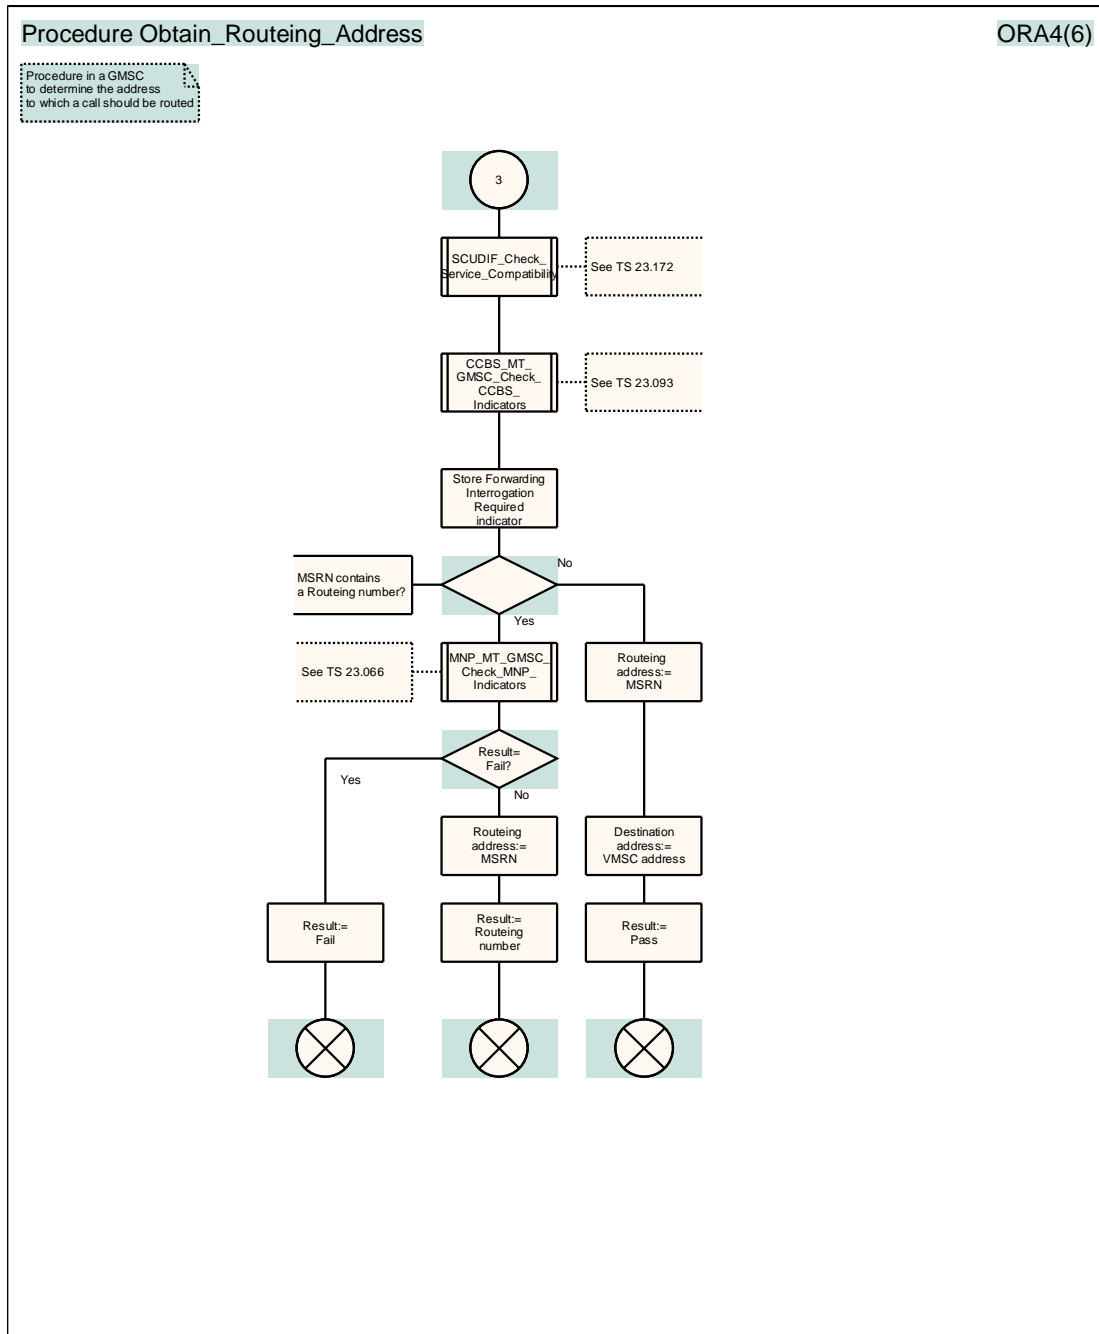 Procedure Obtain_Routeing_Address
ORA4(6)
Procedure in a GMSC
to determine the address
to which a call should be routed
3
SCUDIF_Check_
Service_Compatibility
See TS 23.172
CCBS_MT_
GMSC_Check_
CCBS_
Indicators
See TS 23.093
Store Forwarding
Interrogation
Required
indicator
MSRN contains
a Routeing number?
No
Yes
See TS 23.066
MNP_MT_GMSC_
Check_MNP_
Indicators
Routeing
address:=
MSRN
Result=
Fail?
Yes
No
Routeing
address:=
MSRN
Destination
address:=
VMSC address
Result:=
Fail
Result:=
Routeing
number
Result:=
Pass